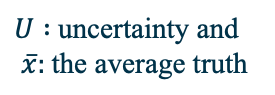 U : uncertainty and
x̄: the average truth